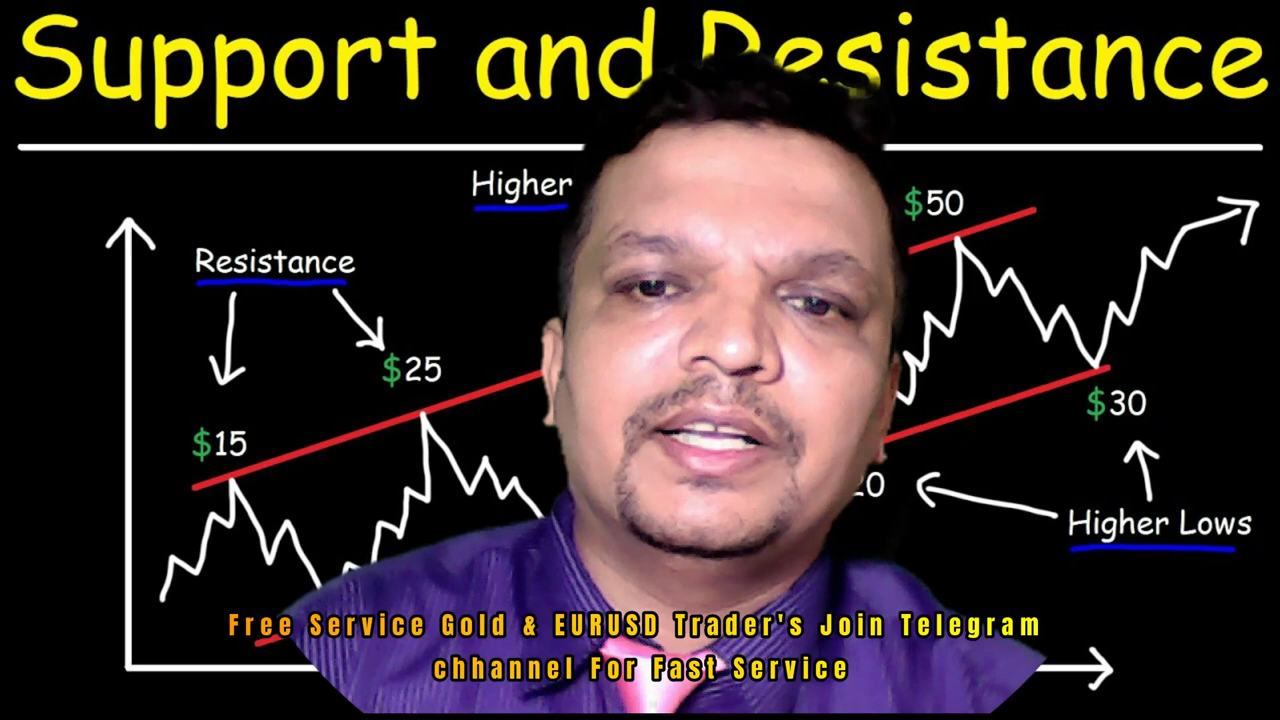 Support and Resistance
Higher
$50
Resistance
$25
$30
$15
20
Higher Lows
Free Service Gold & EURUSD Trader's Join Telegram
chhannel For Fast Service